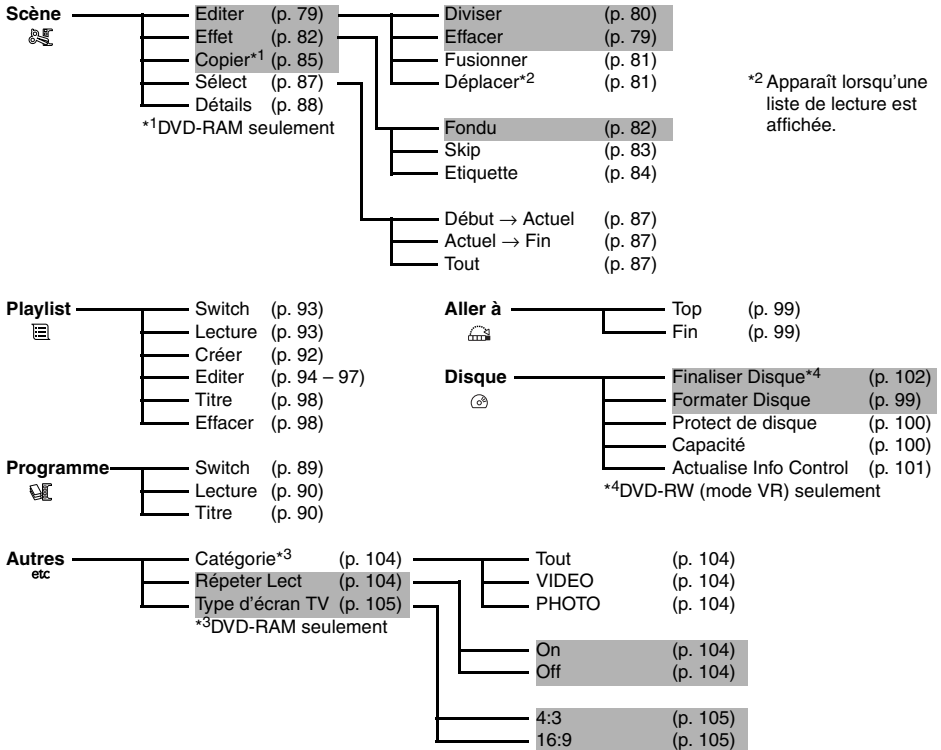 Scène
Editer (p. 79)
Effet (p. 82)
Copier*1 (p. 85)
Sélect (p. 87)
Détails (p. 88)
*1DVD-RAM seulement
Diviser (p. 80)
Effacer (p. 79)
Fusionner (p. 81)
Déplacer*2 (p. 81)
*2 Apparaît lorsqu'une
liste de lecture est
affichée.
Fondu (p. 82)
Skip (p. 83)
Etiquette (p. 84)
Début → Actuel (p. 87)
Actuel → Fin (p. 87)
Tout (p. 87)
Playlist
Switch (p. 93)
Lecture (p. 93)
Créer (p. 92)
Editer (p. 94 – 97)
Titre (p. 98)
Effacer (p. 98)
Aller à
Top (p. 99)
Fin (p. 99)
Disque
Finaliser Disque*4 (p. 102)
Formater Disque (p. 99)
Protect de disque (p. 100)
Capacité (p. 100)
Actualise Info Control (p. 101)
*4DVD-RW (mode VR) seulement
Programme
Switch (p. 89)
Lecture (p. 90)
Titre (p. 90)
Autres
etc
Catégorie*3 (p. 104)
Répeter Lect (p. 104)
Type d'écran TV (p. 105)
*3DVD-RAM seulement
Tout (p. 104)
VIDEO (p. 104)
PHOTO (p. 104)
On (p. 104)
Off (p. 104)
4:3 (p. 105)
16:9 (p. 105)